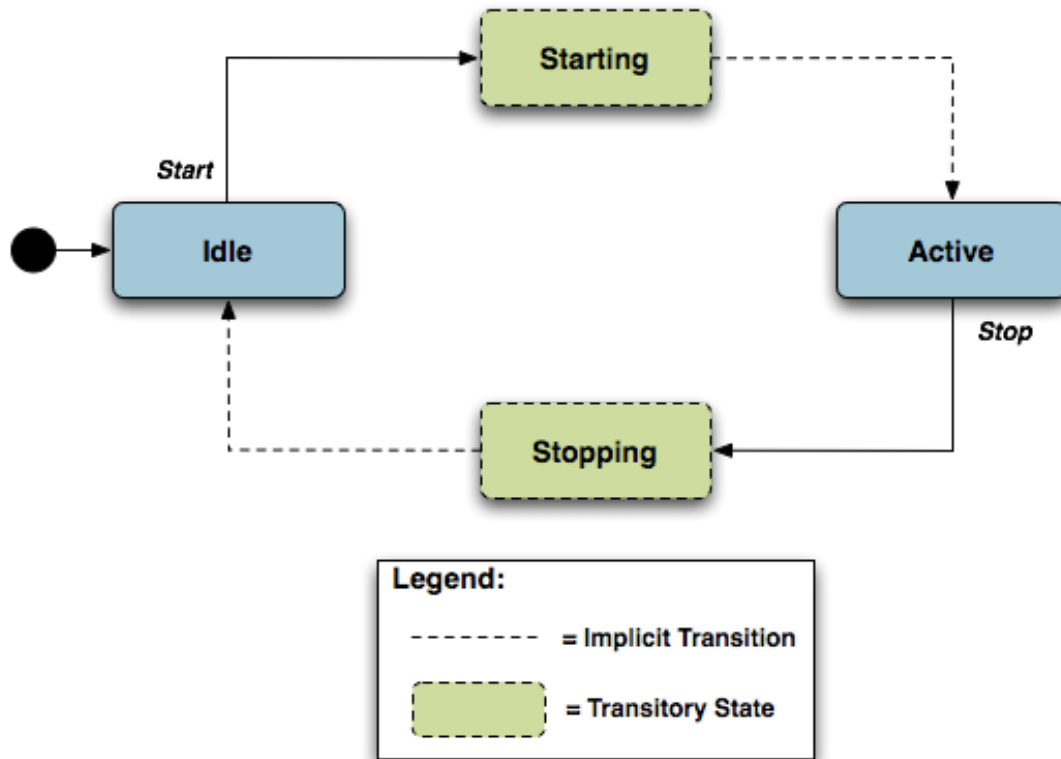 Starting
Start
Idle
Active
Stop
Stopping
Legend:
= Implicit Transition
= Transitory State